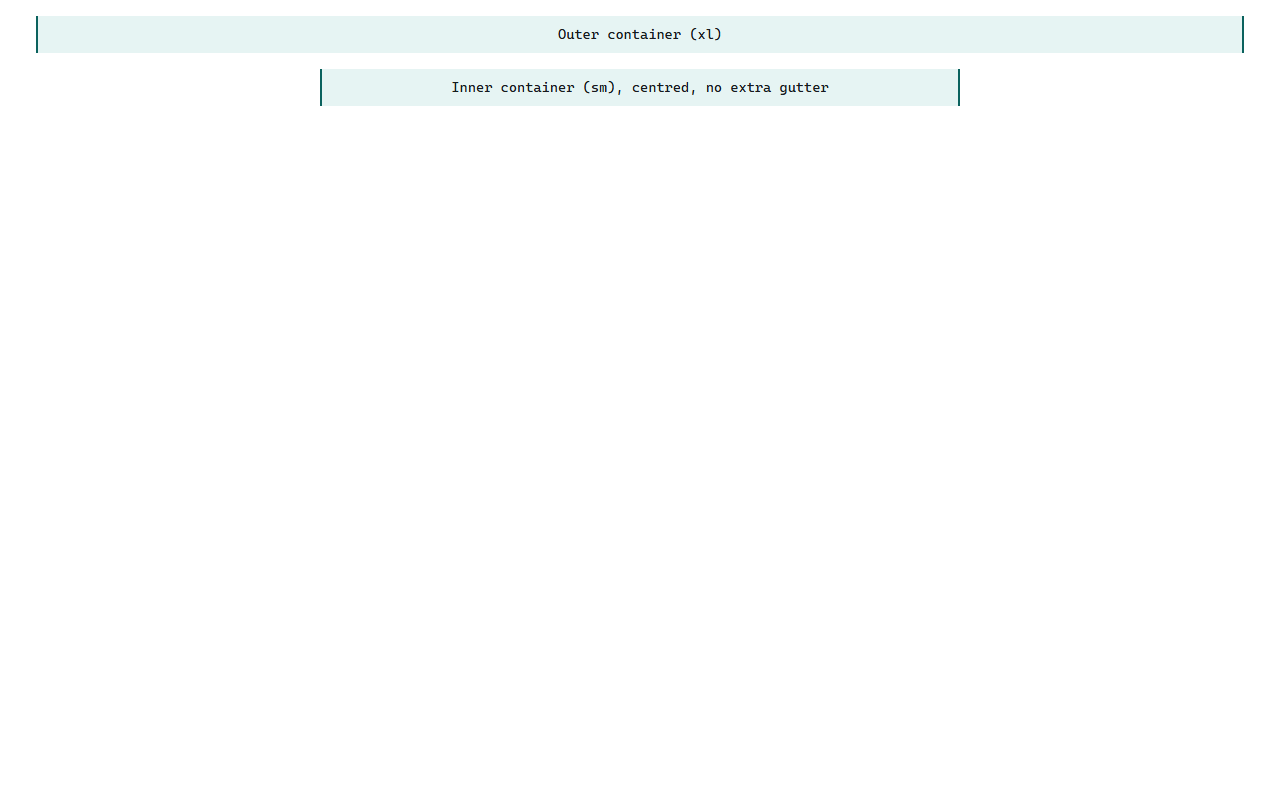 Outer container (xl)
Inner container (sm), centred, no extra gutter